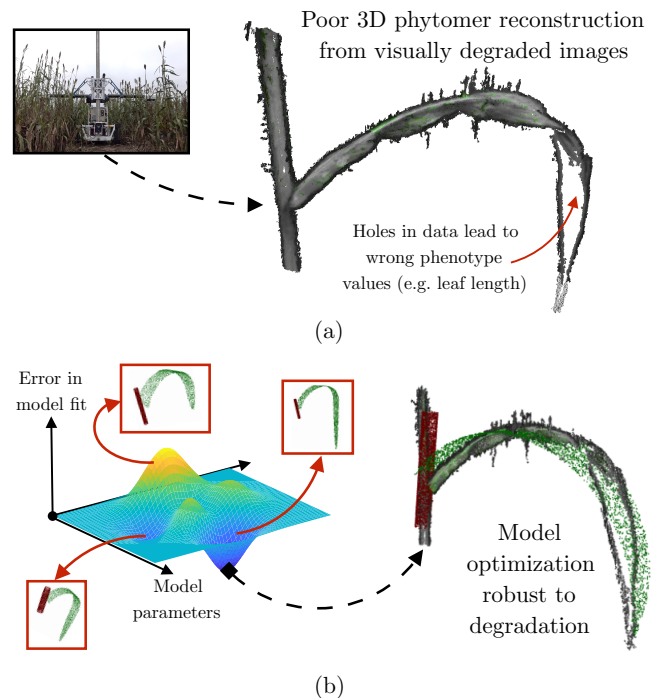 Poor 3D phytomer reconstruction
from visually degraded images
Holes in data lead to
wrong phenotype
values (e.g. leaf length)
(a)
Error in
model fit
Model
parameters
Model
optimization
robust to
degradation
(b)